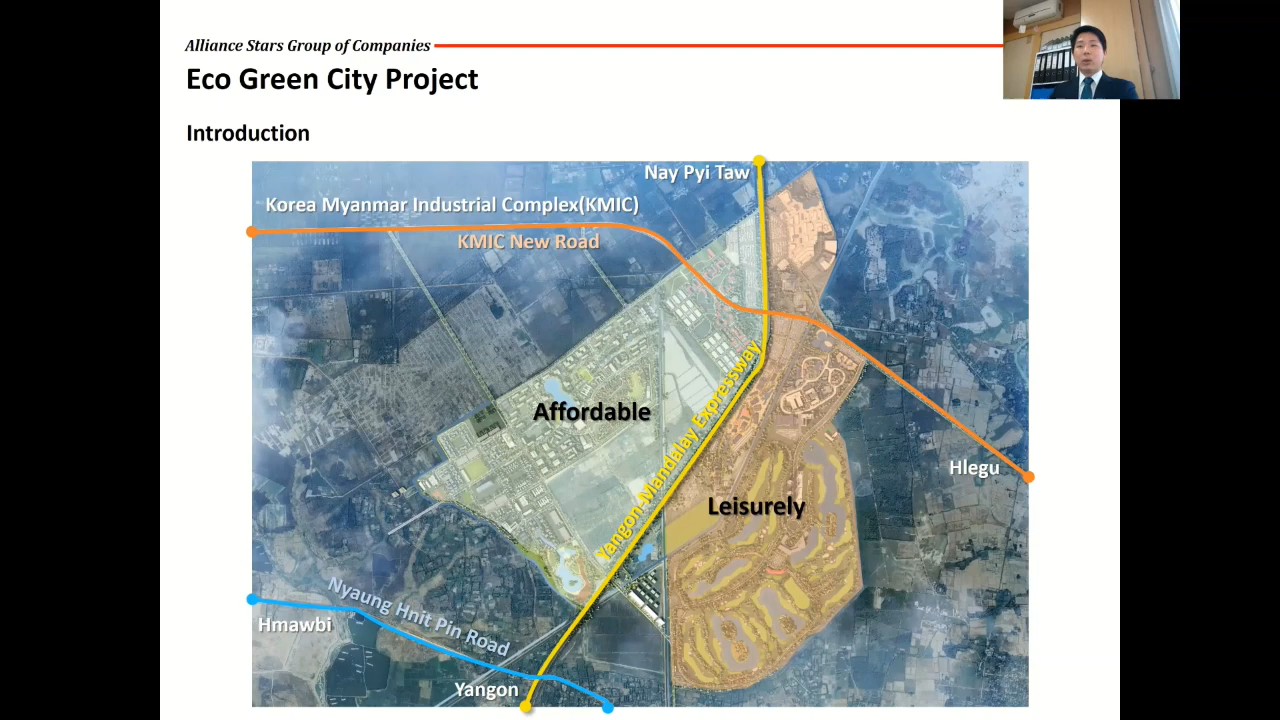 Alliance Stars Group of Companies
Eco Green City Project
Introduction
Nay Pyi Taw
Korea Myanmar Industrial Complex(KMIC)
KMIC New Road
Yangon-Mandalay Expressway
Affordable
Hlegu
Leisurely
Nyaung Hnit Pin Road
Hmawbi
Yangon